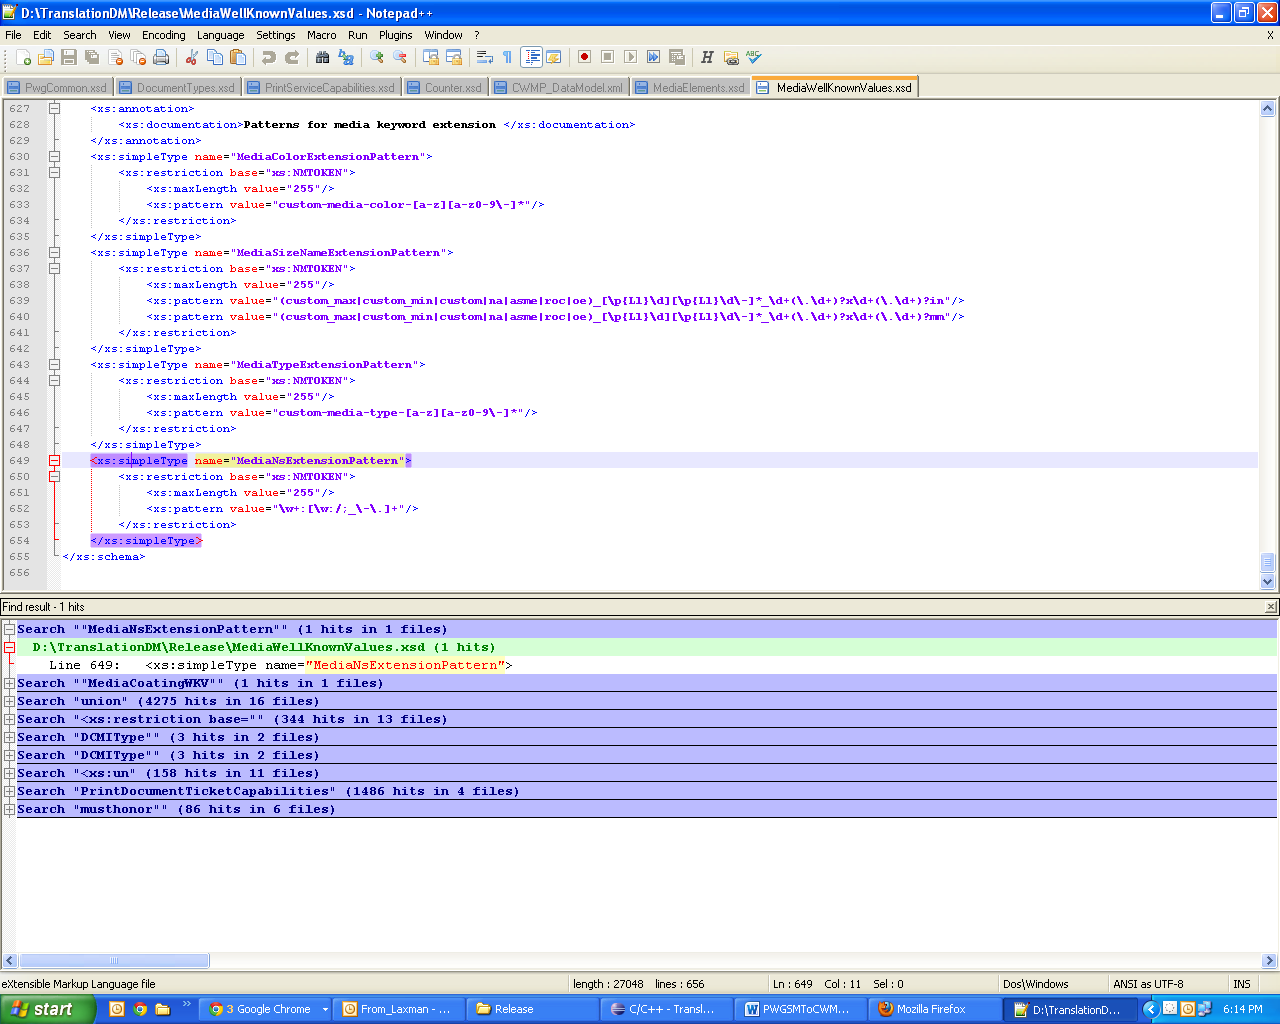 D:\TranslationDM\Release\MediaWellKnownValues.xsd - Notepad++
File Edit Search View Encoding Language Settings Macro Run Plugins Window ? X
PwgCommon.xsd DocumentTypes.xsd PrintServiceCapabilities.xsd Counter.xsd CWMP_DataModel.xml MediaElements.xsd MediaWellKnownValues.xsd
627 <xs:annotation>
628 <xs:documentation>Patterns for media keyword extension </xs:documentation>
629 </xs:annotation>
630 <xs:simpleType name="MediaColorExtensionPattern">
631 <xs:restriction base="xs:NMTOKEN">
632 <xs:maxLength value="255"/>
633 <xs:pattern value="custom-media-color-[a-z][a-z0-9\-]*"/>
634 </xs:restriction>
635 </xs:simpleType>
636 <xs:simpleType name="MediaSizeNameExtensionPattern">
637 <xs:restriction base="xs:NMTOKEN">
638 <xs:maxLength value="255"/>
639 <xs:pattern value="(custom_max|custom_min|custom|na|asme|roc|oe)_[\p{Ll}\d][\p{Ll}\d\-]*_\d+(\.\d+)?x\d+(\.\d+)?in"/>
640 <xs:pattern value="(custom_max|custom_min|custom|na|asme|roc|oe)_[\p{Ll}\d][\p{Ll}\d\-]*_\d+(\.\d+)?x\d+(\.\d+)?mm"/>
641 </xs:restriction>
642 </xs:simpleType>
643 <xs:simpleType name="MediaTypeExtensionPattern">
644 <xs:restriction base="xs:NMTOKEN">
645 <xs:maxLength value="255"/>
646 <xs:pattern value="custom-media-type-[a-z][a-z0-9\-]*"/>
647 </xs:restriction>
648 </xs:simpleType>
649 <xs:simpleType name="MediaNsExtensionPattern">
650 <xs:restriction base="xs:NMTOKEN">
651 <xs:maxLength value="255"/>
652 <xs:pattern value="\w+:[\w:/;_\-\.]+"/>
653 </xs:restriction>
654 </xs:simpleType>
655 </xs:schema>
656
Find result - 1 hits
Search ""MediaNsExtensionPattern"" (1 hits in 1 files)
D:\TranslationDM\Release\MediaWellKnownValues.xsd (1 hits)
Line 649: <xs:simpleType name="MediaNsExtensionPattern">
Search ""MediaCoatingWKV"" (1 hits in 1 files)
Search "union" (4275 hits in 16 files)
Search "<xs:restriction base="" (344 hits in 13 files)
Search "DCMIType"" (3 hits in 2 files)
Search "DCMIType"" (3 hits in 2 files)
Search "<xs:un" (158 hits in 11 files)
Search "PrintDocumentTicketCapabilities" (1486 hits in 4 files)
Search "musthonor"" (86 hits in 6 files)
eXtensible Markup Language file length : 27048 lines : 656 Ln : 649 Col : 11 Sel : 0 Dos\Windows ANSI as UTF-8 INS
start 3 Google Chrome From_Laxman - ... Release C/C++ - Transl... PWGSMToCWM... Mozilla Firefox D:\TranslationD... 6:14 PM